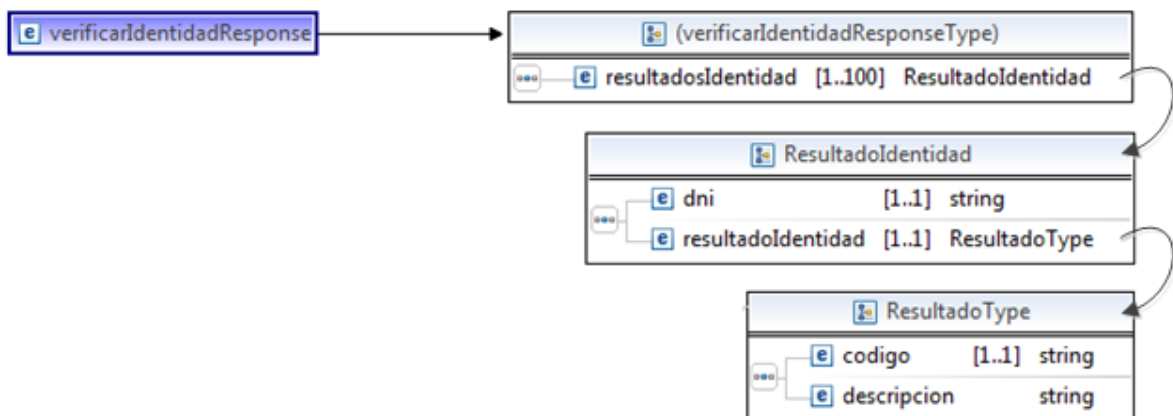 e verificarIdentidadResponse
(verificarIdentidadResponseType)
e resultadosIdentidad [1..100] ResultadoIdentidad
ResultadoIdentidad
e dni [1..1] string
e resultadoIdentidad [1..1] ResultadoType
ResultadoType
e codigo [1..1] string
e descripcion string